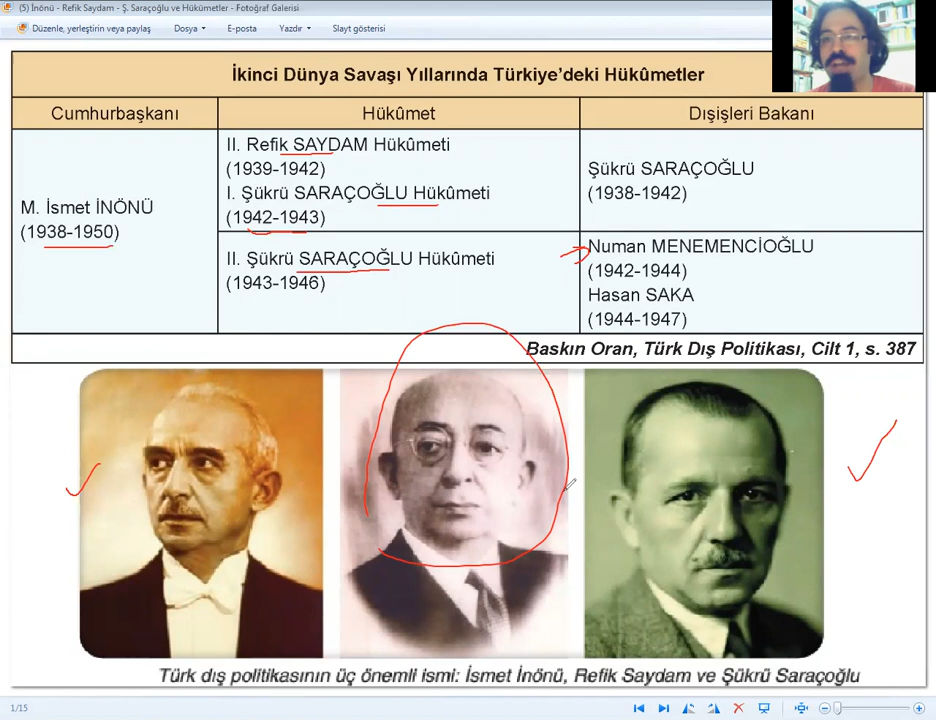 (5) İnönü - Refik Saydam - Ş. Saraçoğlu ve Hükümetler - Fotoğraf Galerisi
Düzenle, yerleştirin veya paylaş Dosya E-posta Yazdır Slayt gösterisi
İkinci Dünya Savaşı Yıllarında Türkiye'deki Hükûmetler
Cumhurbaşkanı Hükûmet Dışişleri Bakanı
M. İsmet İNÖNÜ
(1938-1950)
II. Refik SAYDAM Hükûmeti
(1939-1942)
I. Şükrü SARAÇOĞLU Hükûmeti
(1942-1943)
Şükrü SARAÇOĞLU
(1938-1942)
II. Şükrü SARAÇOĞLU Hükûmeti
(1943-1946)
Numan MENEMENCİOĞLU
(1942-1944)
Hasan SAKA
(1944-1947)
Baskın Oran, Türk Dış Politikası, Cilt 1, s. 387
Türk dış politikasının üç önemli ismi: İsmet İnönü, Refik Saydam ve Şükrü Saraçoğlu
1/15